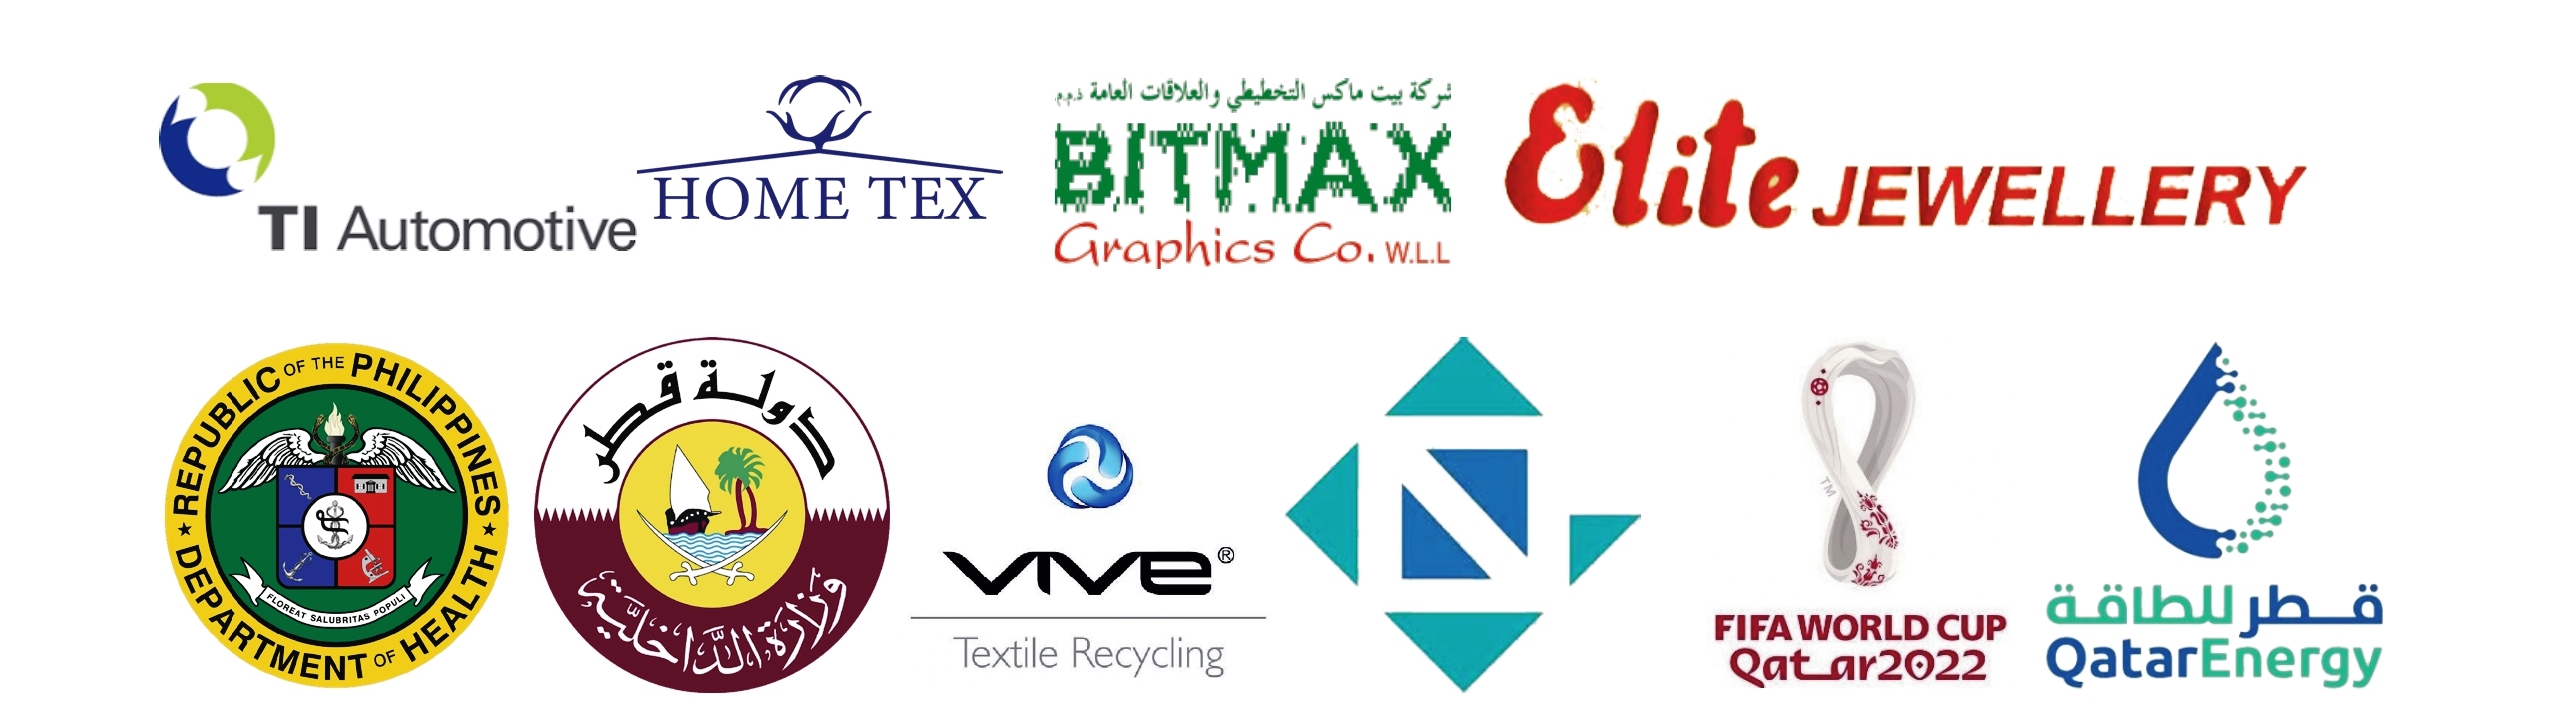 TI Automotive
HOME TEX
شركة بيت ماكس التخطيطي والعلاقات العامة ذ.م.م.
BITMAX
Graphics Co. W.L.L
Elite JEWELLERY
REPUBLIC OF THE PHILIPPINES
FLOREAT SALUBRITAS POPULI
DEPARTMENT OF HEALTH
دولة قطر
وزارة الداخلية
VIVE®
Textile Recycling
N
TM
FIFA WORLD CUP
Qatar2022
قطر للطاقة
QatarEnergy